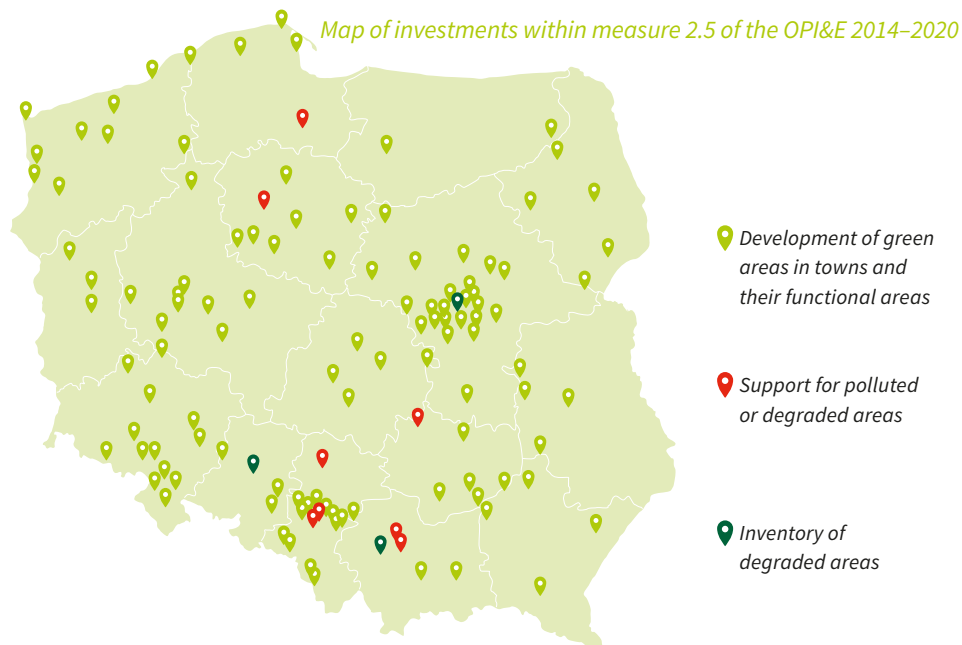 Map of investments within measure 2.5 of the OPI&E 2014–2020
Development of green
areas in towns and
their functional areas
Support for polluted
or degraded areas
Inventory of
degraded areas